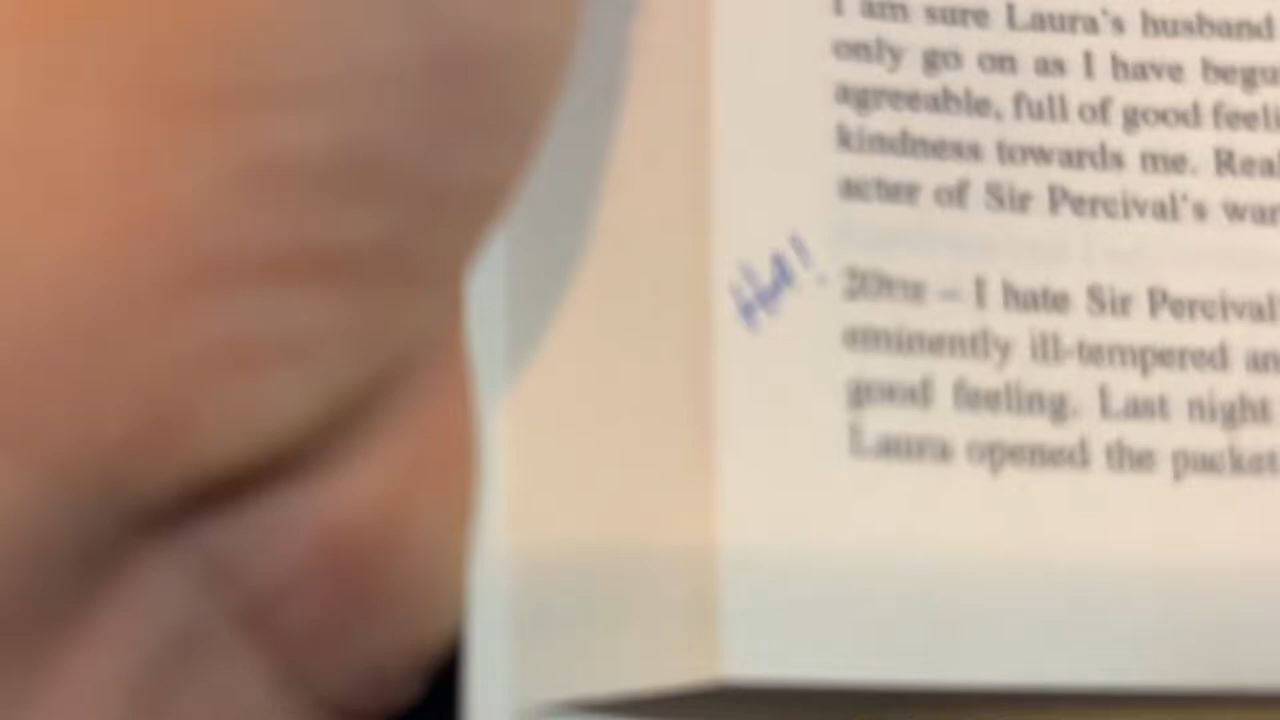 I am sure Laura's husband
only go on as I have begu
agreeable, full of good feeli
kindness towards me. Real
acter of Sir Percival's war
Ha!
20TH – I hate Sir Percival
eminently ill-tempered an
good feeling. Last night
Laura opened the packet